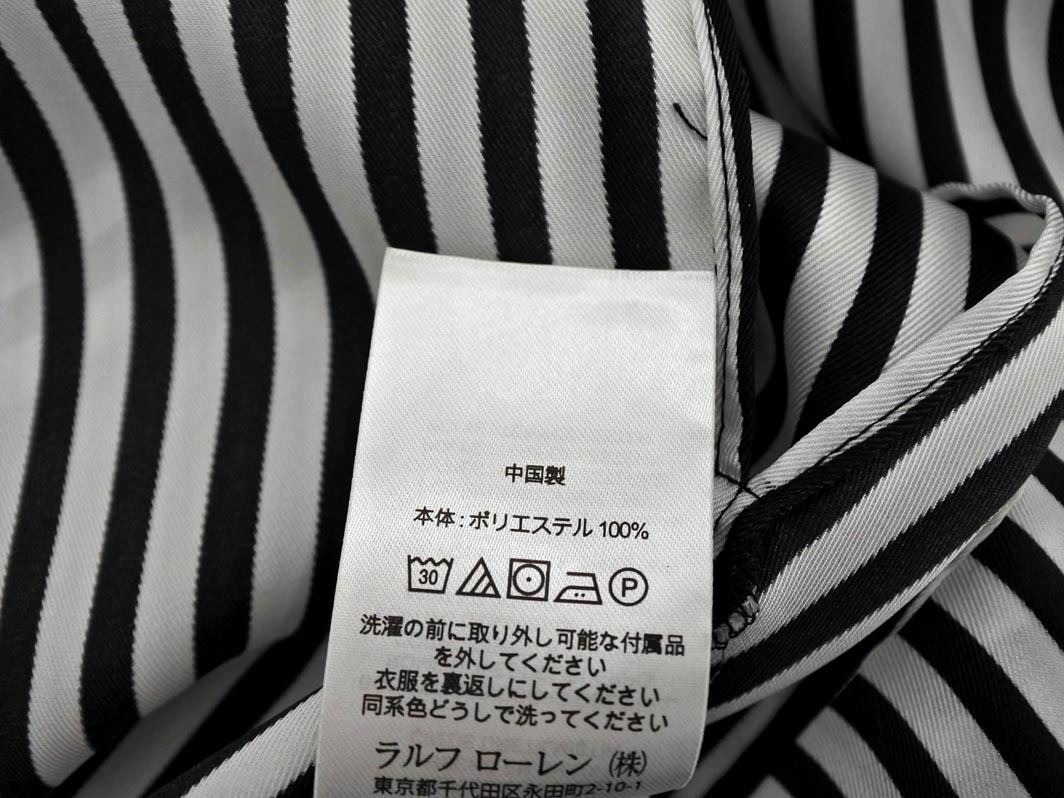 中国製
本体:ポリエステル 100%
30 P
洗濯の前に取り外し可能な付属品
を外してください
衣服を裏返しにしてください
同系色どうしで洗ってください
ラルフ ローレン (株)
東京都千代田区永田町2-10-1